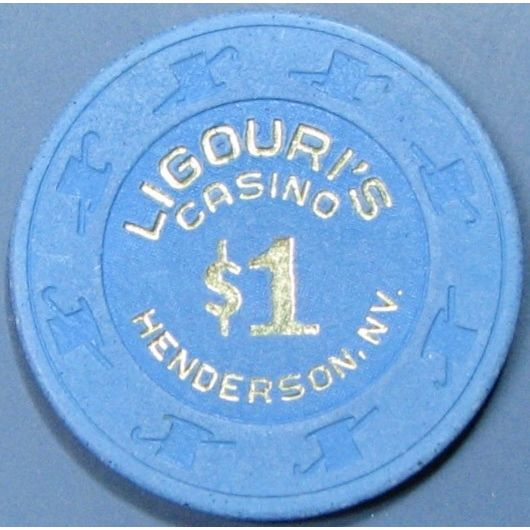 LIGOURI'S
CASINO
$1
HENDERSON, NV.